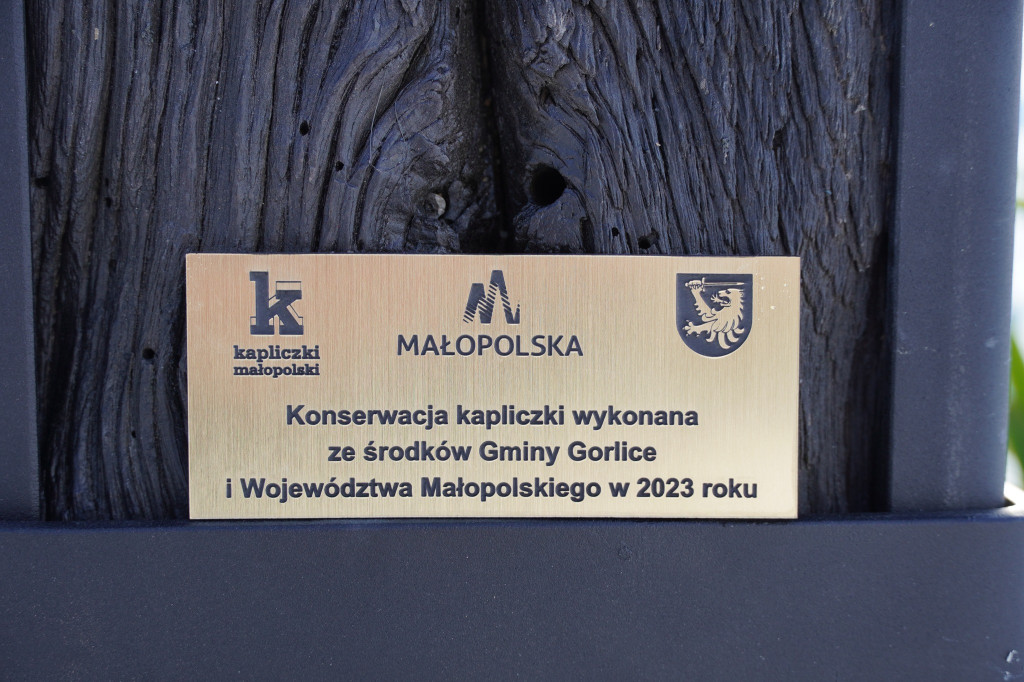 k
kapliczki
małopolski
MAŁOPOLSKA
Konserwacja kapliczki wykonana
ze środków Gminy Gorlice
i Województwa Małopolskiego w 2023 roku